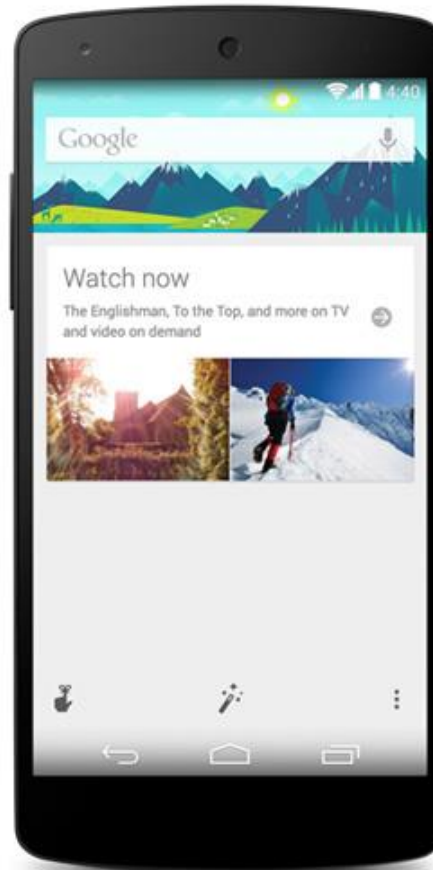 4:40
Google
Watch now
The Englishman, To the Top, and more on TV
and video on demand